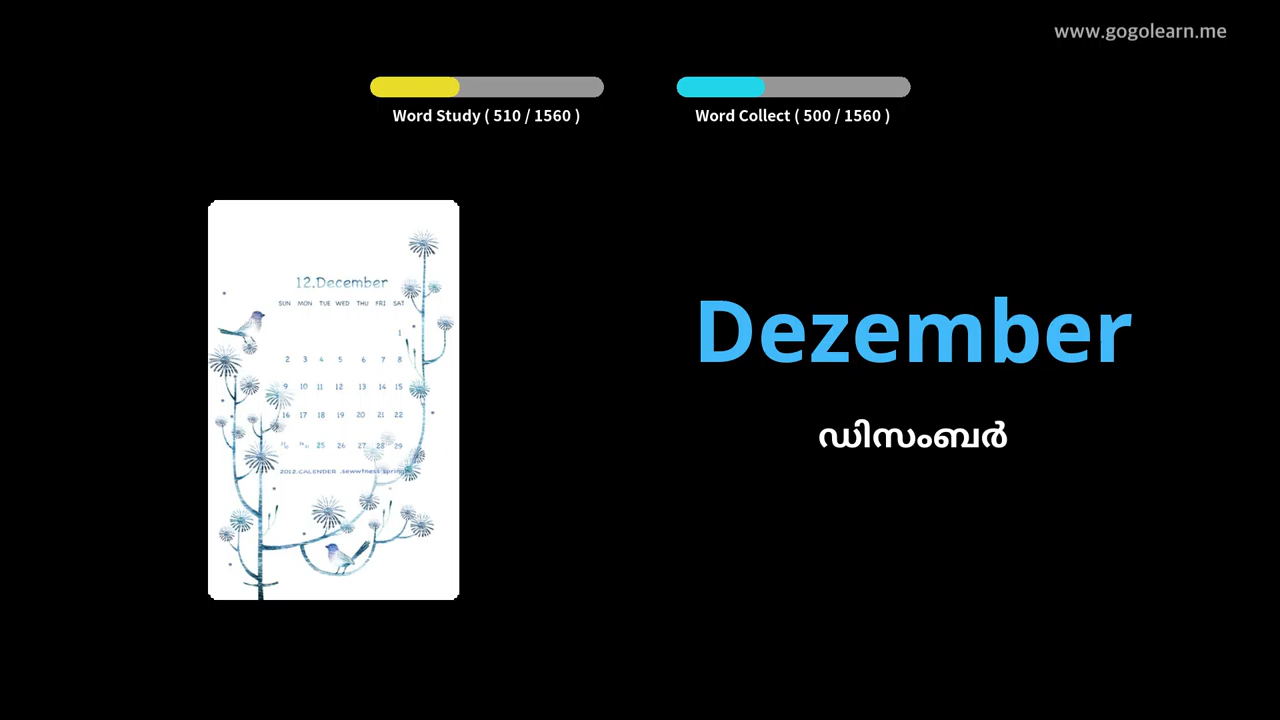 www.gogolearn.me
Word Study ( 510 / 1560 )
Word Collect ( 500 / 1560 )
12.December
SUN MON TUE WED THU FRI SAT
1
2 3 4 5 6 7 8
9 10 11 12 13 14 15
16 17 18 19 20 21 22
25 26 27 28 29
2012.CALENDER
Dezember
ഡിസംബർ